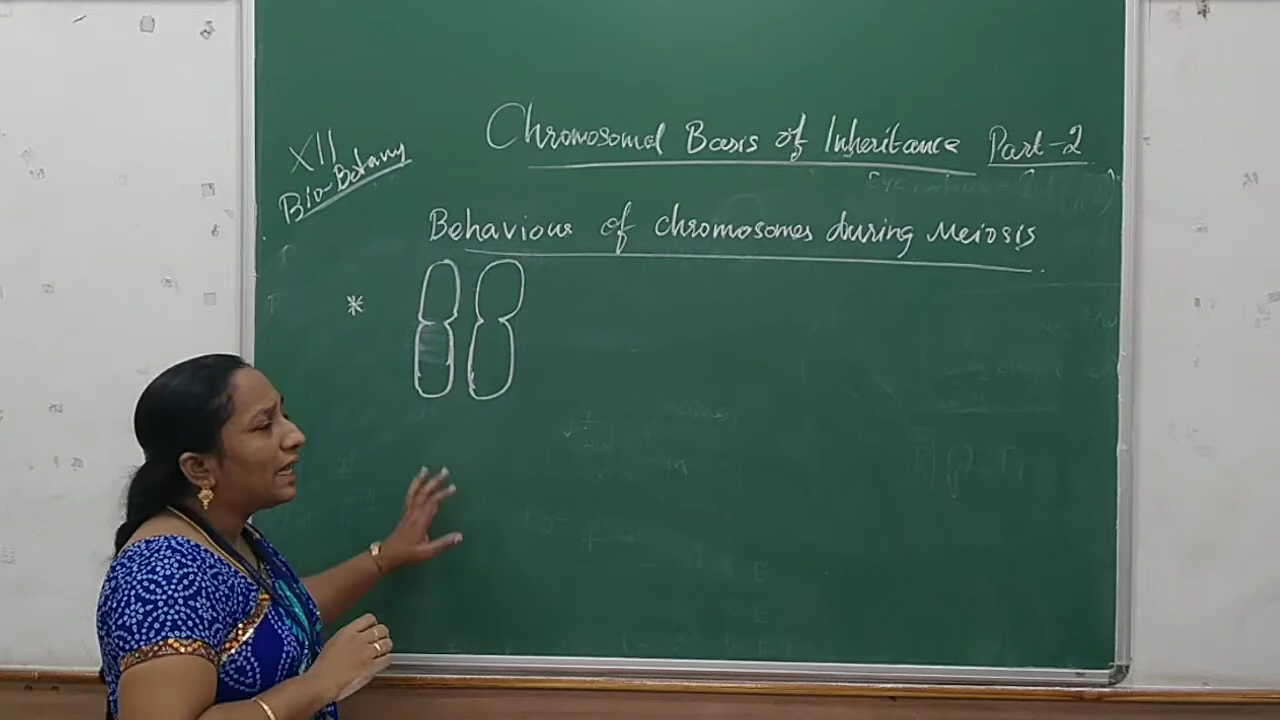 Chromosomal Basis of Inheritance Part-2
XII
Bio-Botany
Behaviour of chromosomes during Meiosis
*